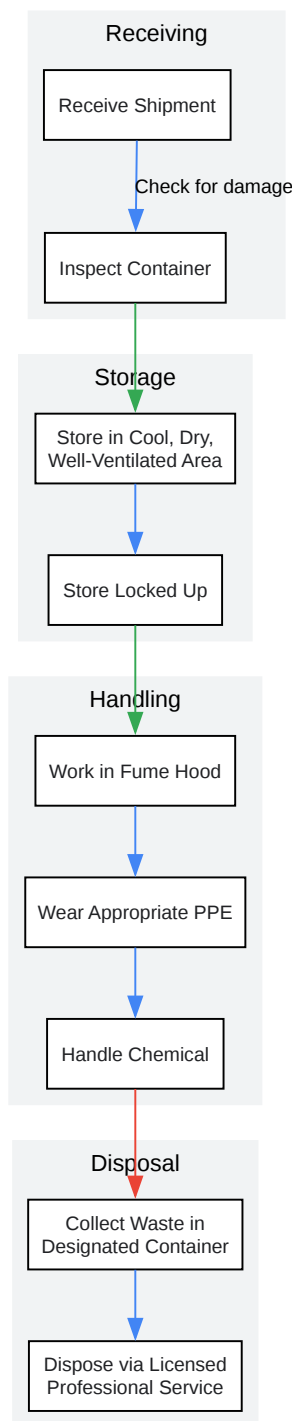 Receiving
Receive Shipment
Check for damage
Inspect Container
Storage
Store in Cool, Dry,
Well-Ventilated Area
Store Locked Up
Handling
Work in Fume Hood
Wear Appropriate PPE
Handle Chemical
Disposal
Collect Waste in
Designated Container
Dispose via Licensed
Professional Service